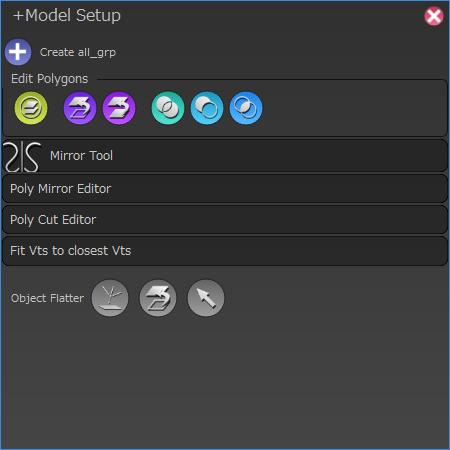 +Model Setup
Create all_grp
Edit Polygons
Mirror Tool
Poly Mirror Editor
Poly Cut Editor
Fit Vts to closest Vts
Object Flatter